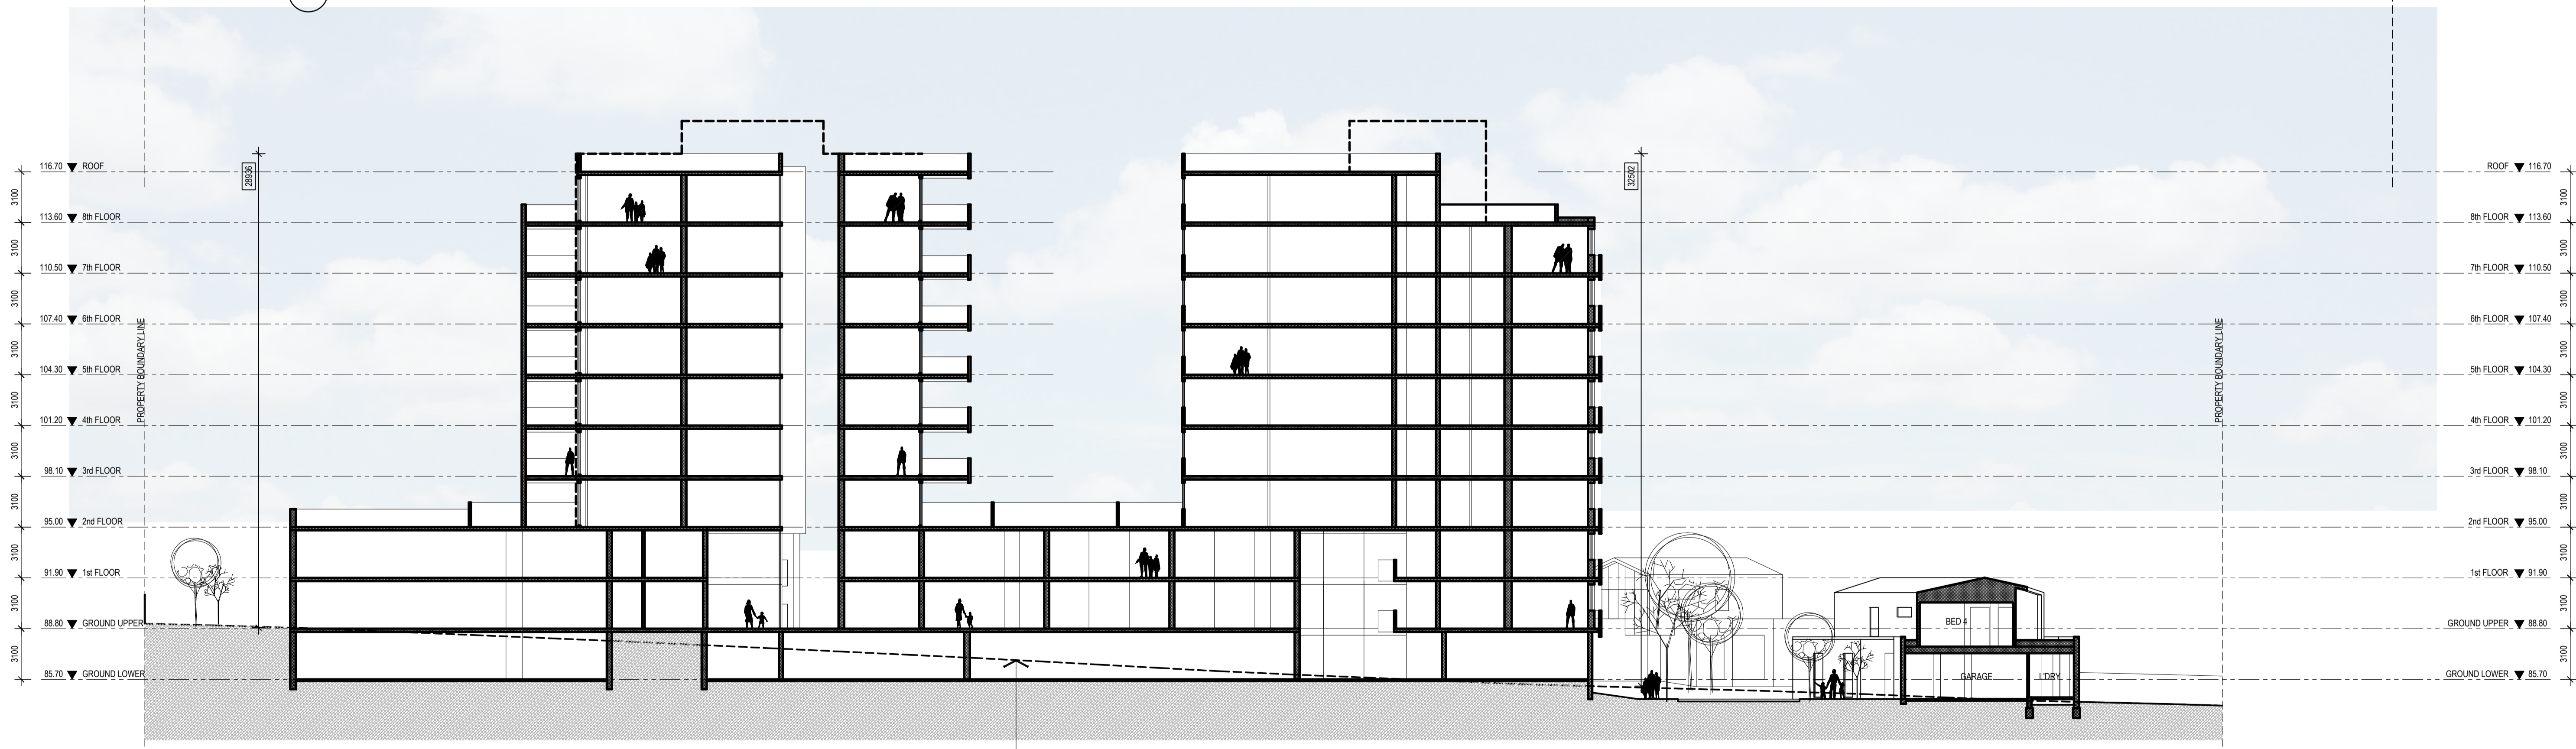 116.70 ROOF
3100
113.60 8th FLOOR
3100
110.50 7th FLOOR
3100
107.40 6th FLOOR
3100
104.30 5th FLOOR
3100
101.20 4th FLOOR
3100
98.10 3rd FLOOR
3100
95.00 2nd FLOOR
3100
91.90 1st FLOOR
3100
88.80 GROUND UPPER
3100
85.70 GROUND LOWER
PROPERTY BOUNDARY LINE
28936
32502
BED 4
GARAGE
L'DRY
PROPERTY BOUNDARY LINE
ROOF 116.70
3100
8th FLOOR 113.60
3100
7th FLOOR 110.50
3100
6th FLOOR 107.40
3100
5th FLOOR 104.30
3100
4th FLOOR 101.20
3100
3rd FLOOR 98.10
3100
2nd FLOOR 95.00
3100
1st FLOOR 91.90
3100
GROUND UPPER 88.80
3100
GROUND LOWER 85.70